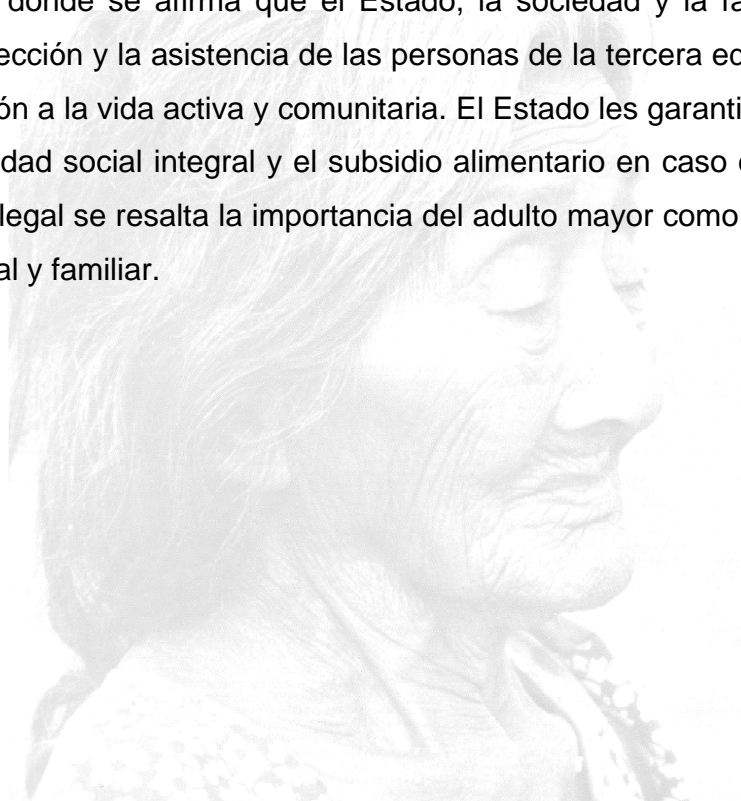 donde se afirma que el Estado, la sociedad y la fa
ección y la asistencia de las personas de la tercera ed
ón a la vida activa y comunitaria. El Estado les garanti
dad social integral y el subsidio alimentario en caso
legal se resalta la importancia del adulto mayor como
al y familiar.